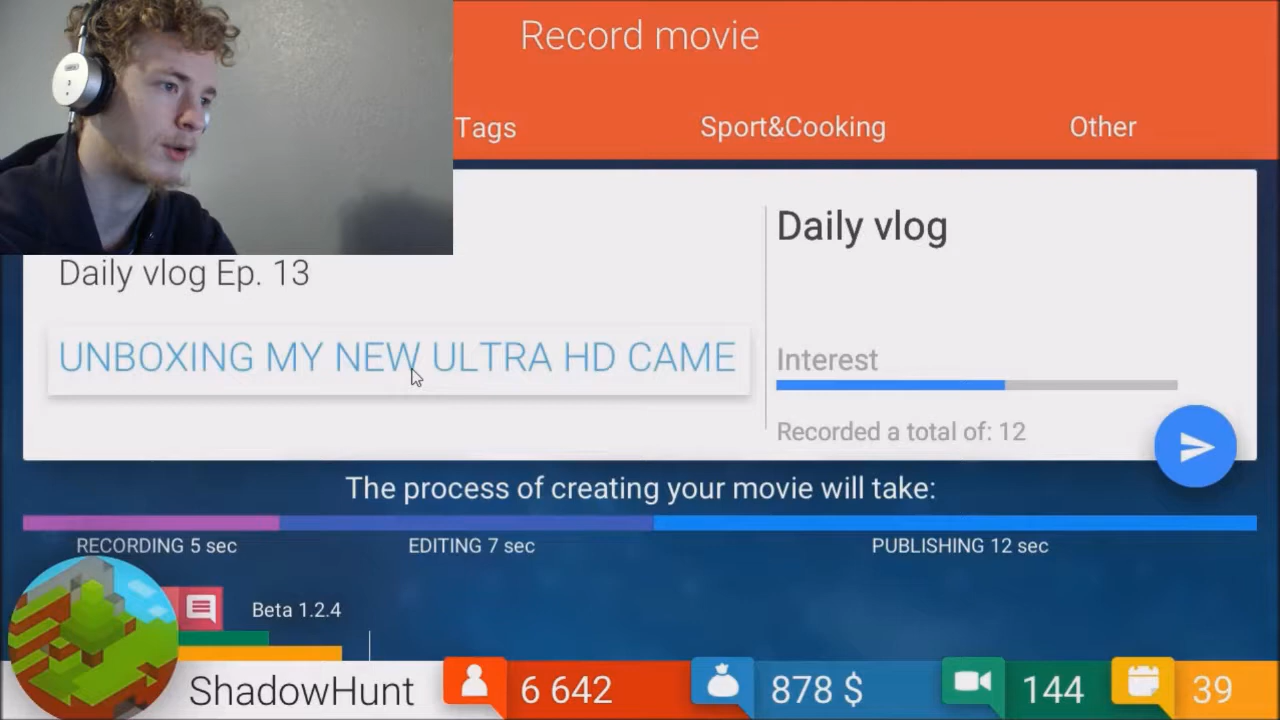 Record movie
Tags
Sport&Cooking
Other
Daily vlog
Daily vlog Ep. 13
UNBOXING MY NEW ULTRA HD CAME
Interest
Recorded a total of: 12
The process of creating your movie will take:
RECORDING 5 sec
EDITING 7 sec
PUBLISHING 12 sec
Beta 1.2.4
ShadowHunt
6 642
878 $
144
39